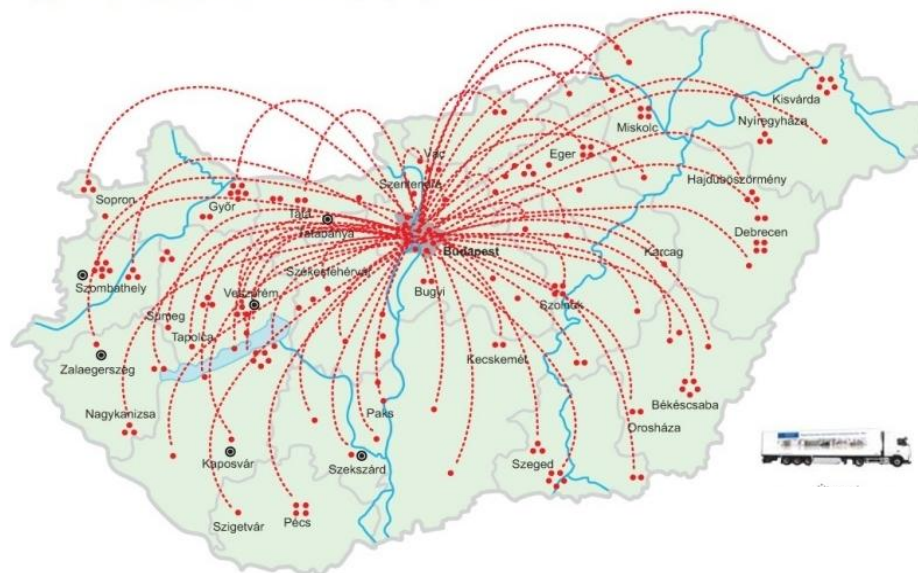 Kisvárda
Miskolc
Nyíregyháza
Vác
Eger
Szentendre
Hajdúböszörmény
Sopron
Győr
Tata
Tatabánya
Debrecen
Budapest
Karcag
Székesfehérvár
Szombathely
Bugyi
Veszprém
Szolnok
Sümeg
Tapolca
Kecskemét
Zalaegerszeg
Nagykanizsa
Paks
Békéscsaba
Orosháza
Kaposvár
Szekszárd
Szeged
Szigetvár
Pécs